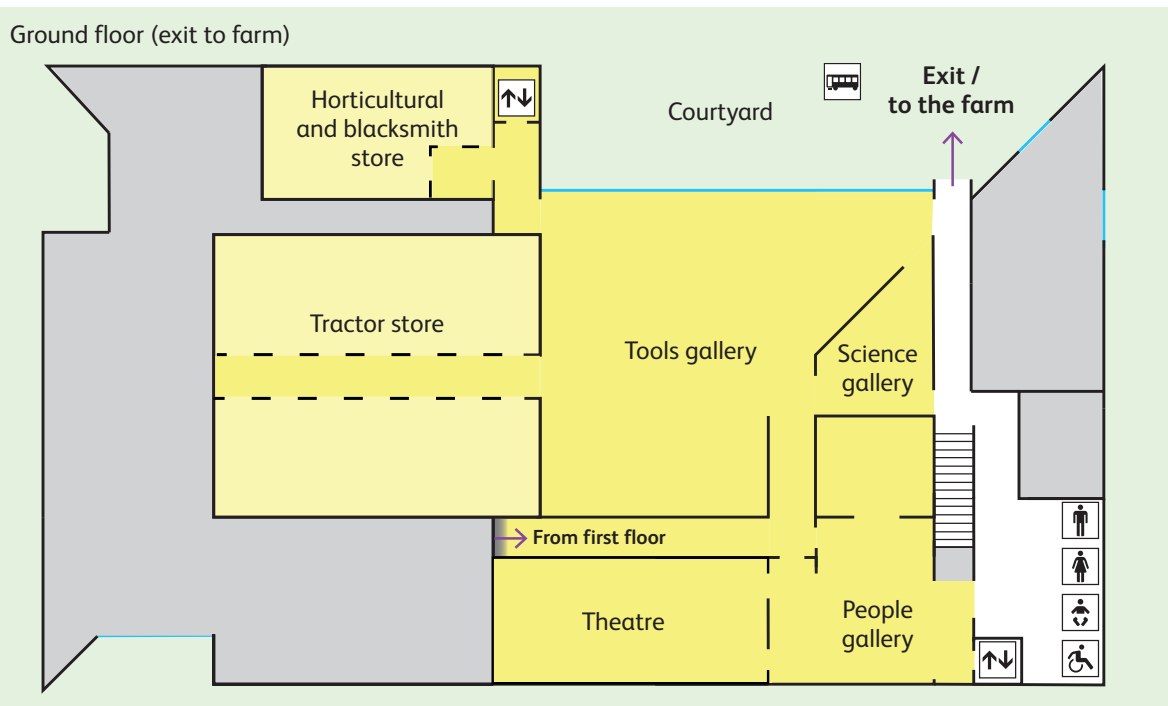 Ground floor (exit to farm)
Exit /
to the farm
Courtyard
Horticultural
and blacksmith
store
Tractor store
Tools gallery
Science
gallery
From first floor
Theatre
People
gallery